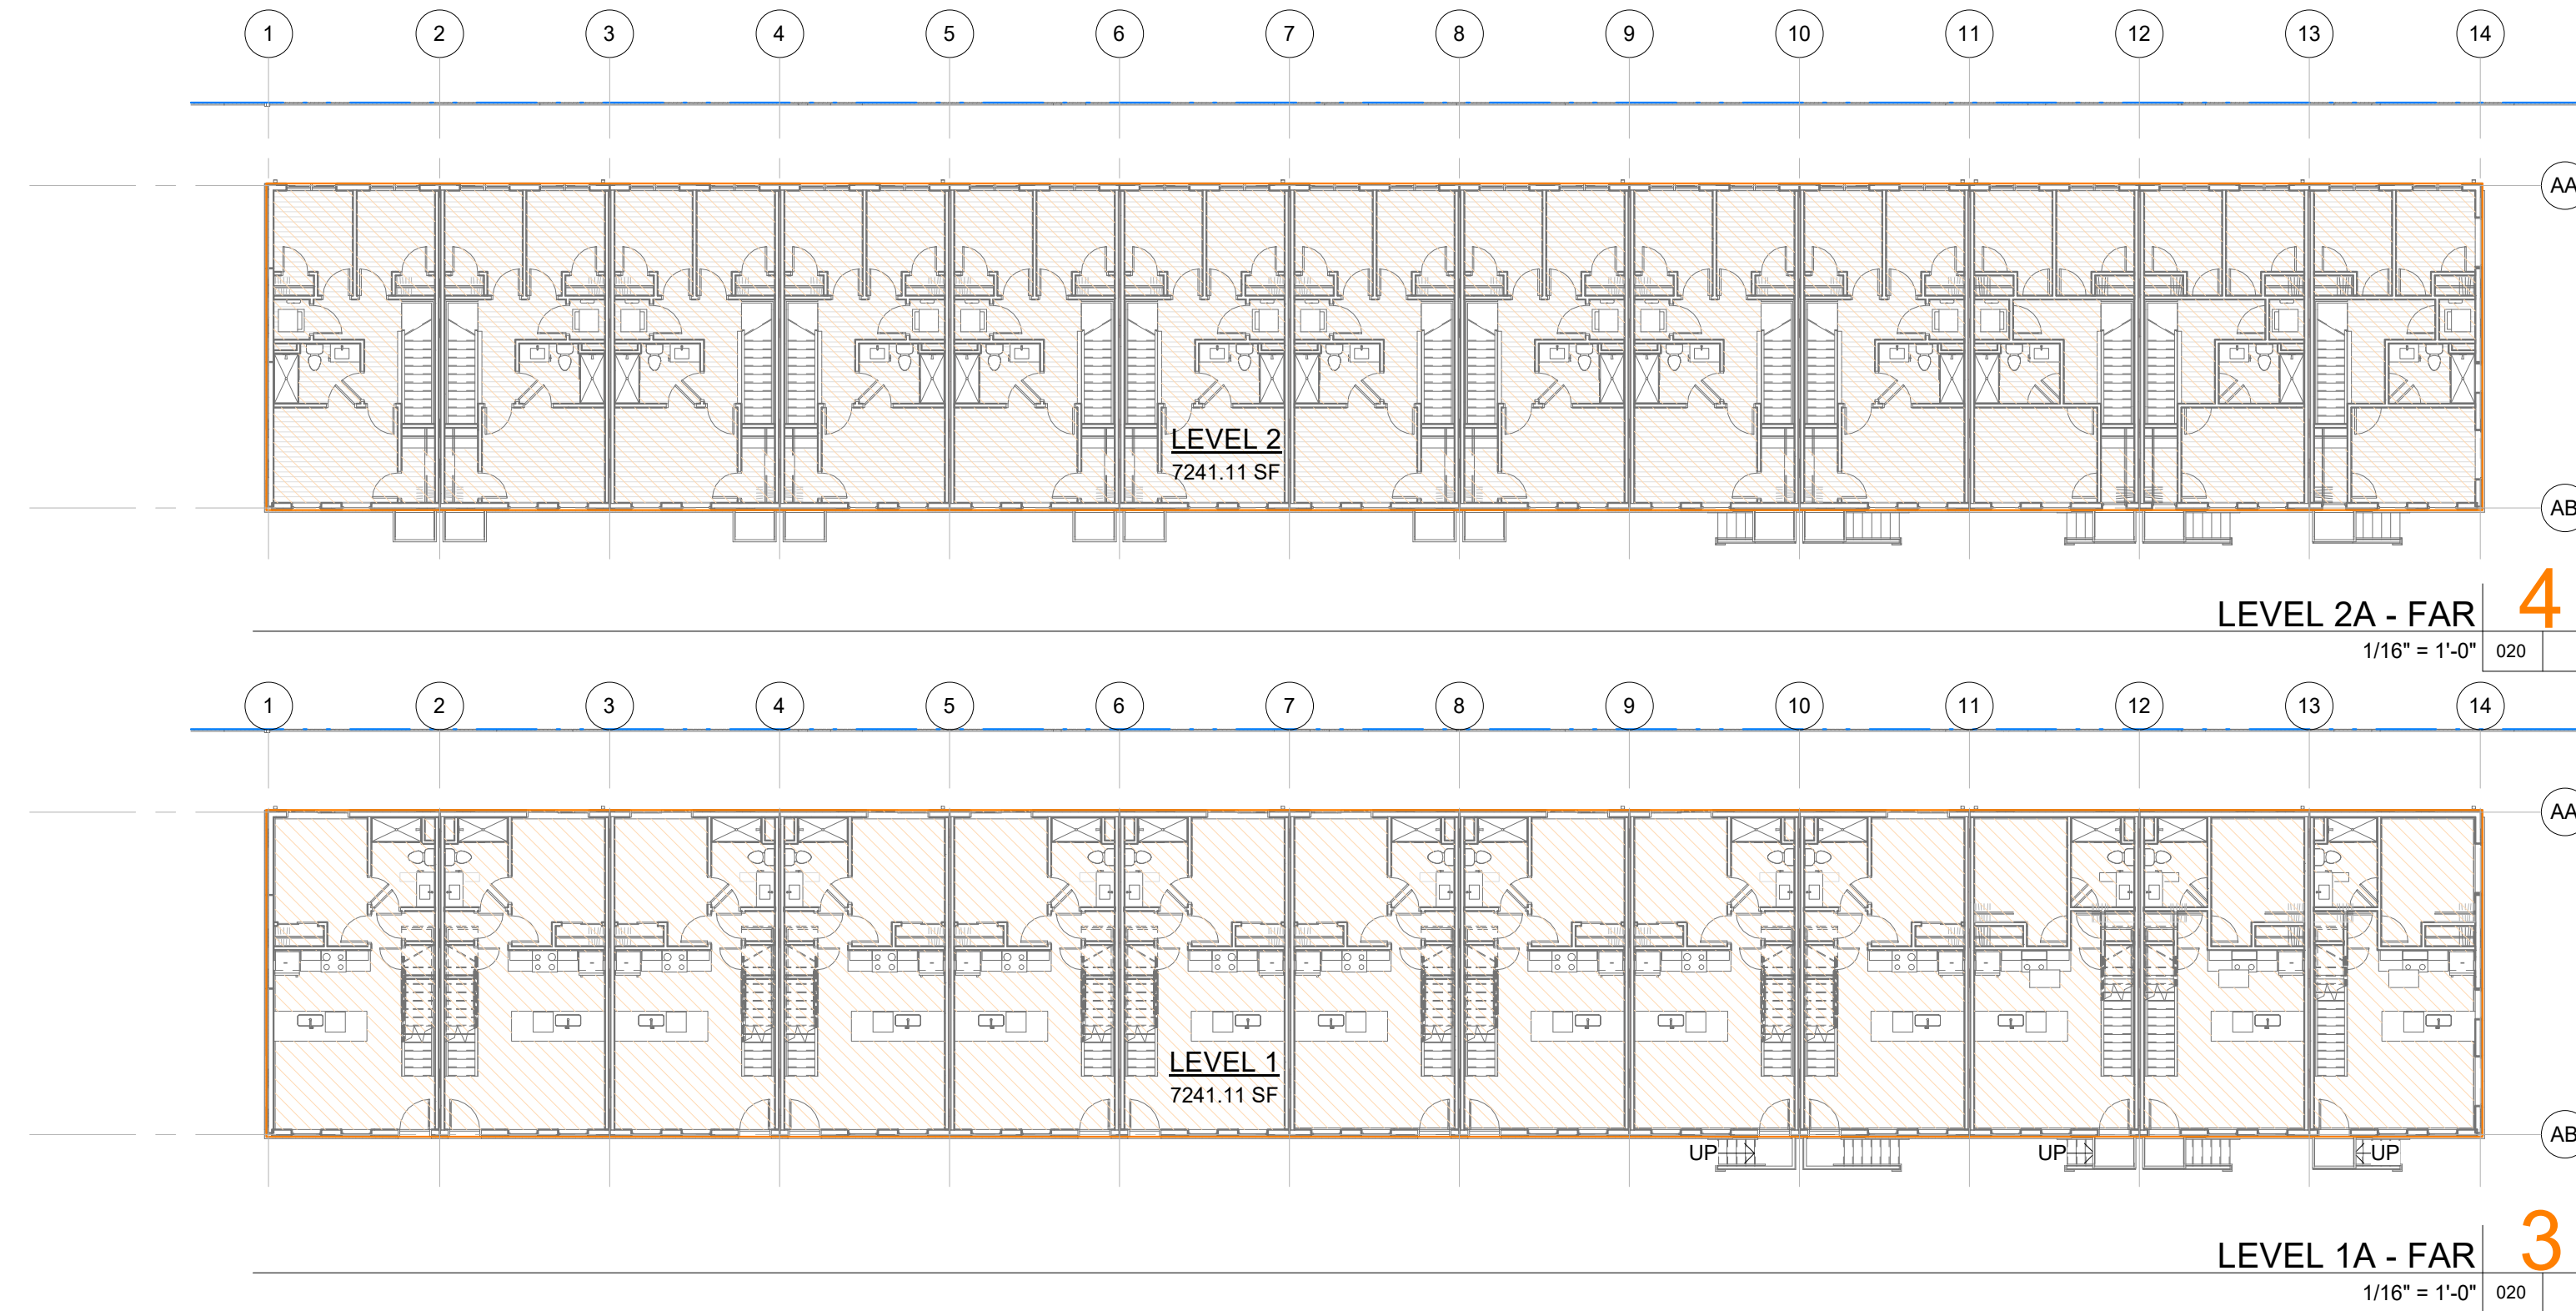 1 2 3 4 5 6 7 8 9 10 11 12 13 14
AA
LEVEL 2
7241.11 SF
AB
LEVEL 2A - FAR 4
1/16" = 1'-0" 020
1 2 3 4 5 6 7 8 9 10 11 12 13 14
AA
LEVEL 1
7241.11 SF
AB
UP UP UP
LEVEL 1A - FAR 3
1/16" = 1'-0" 020